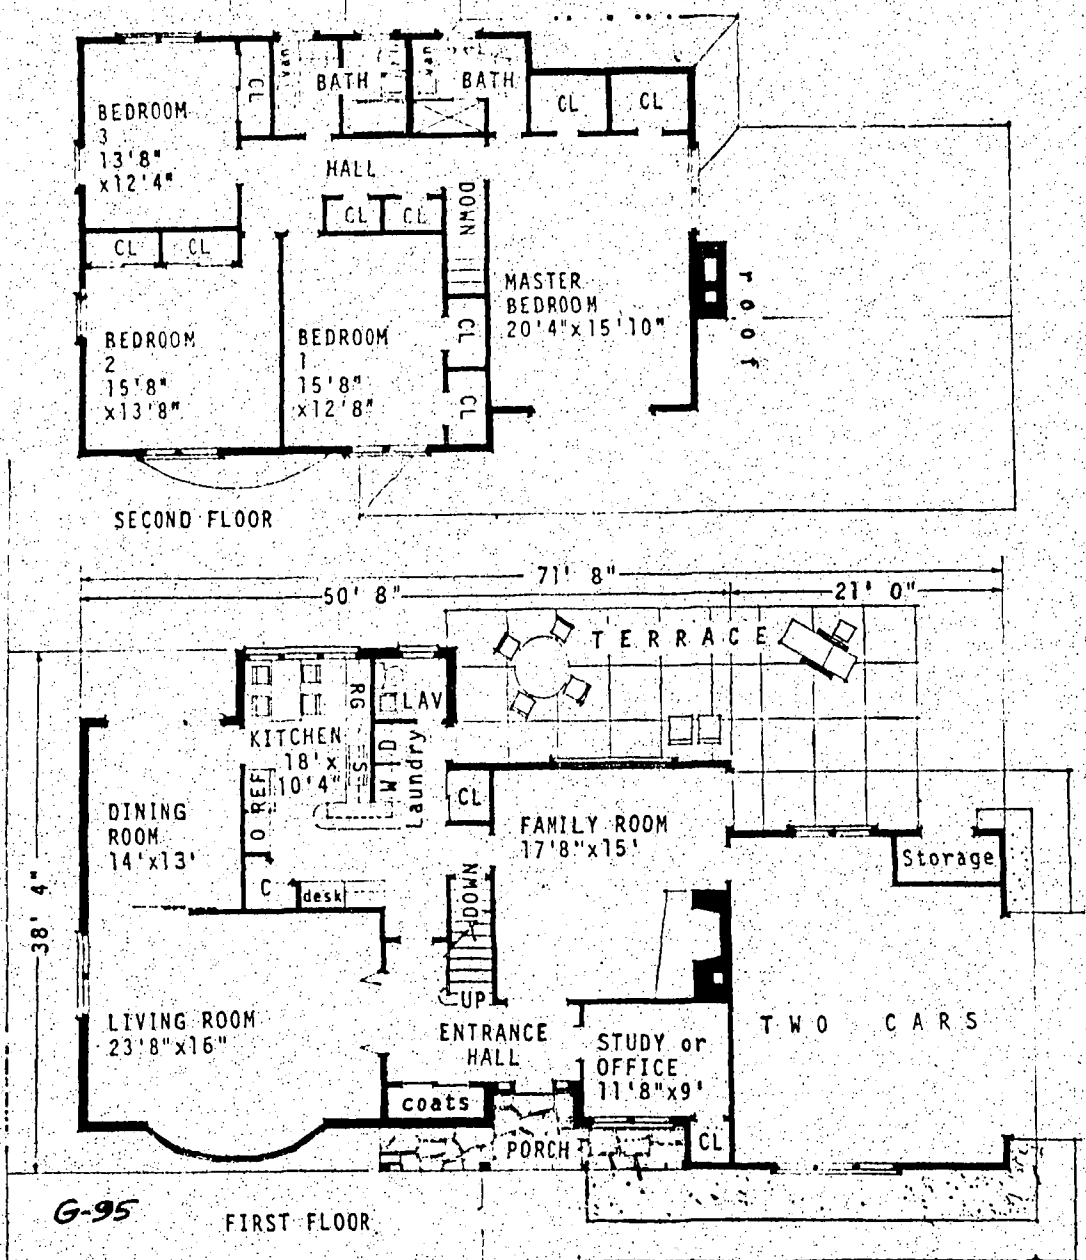 van
BATH
van
BATH
CL
CL
CL
BEDROOM
3
13'8"
x12'4"
HALL
CL
CL
DOWN
CL
CL
MASTER
BEDROOM
20'4"x15'10"
roof
BEDROOM
2
15'8"
x13'8"
BEDROOM
1
15'8"
x12'8"
CL
CL
SECOND FLOOR
71' 8"
50' 8"
21' 0"
TERRACE
RG
LAV
KITCHEN
18'x
10'4"
S
W D
Laundry
O REF
CL
DINING
ROOM
14'x13'
FAMILY ROOM
17'8"x15'
Storage
C
desk
DOWN
38' 4"
UP
LIVING ROOM
23'8"x16"
ENTRANCE
HALL
STUDY or
OFFICE
11'8"x9'
TWO CARS
coats
PORCH
CL
G-95
FIRST FLOOR